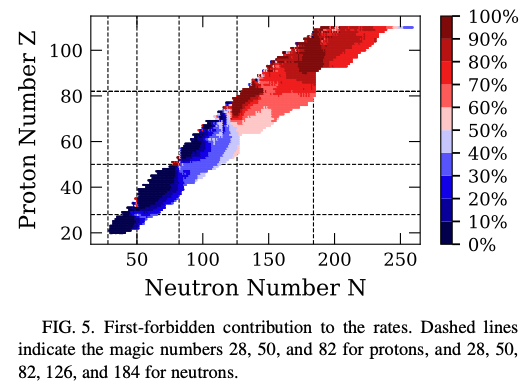 100%
90%
80%
70%
60%
50%
40%
30%
20%
10%
0%
Proton Number Z
100
80
60
40
20
50 100 150 200 250
Neutron Number N
FIG. 5. First-forbidden contribution to the rates. Dashed lines
indicate the magic numbers 28, 50, and 82 for protons, and 28, 50,
82, 126, and 184 for neutrons.